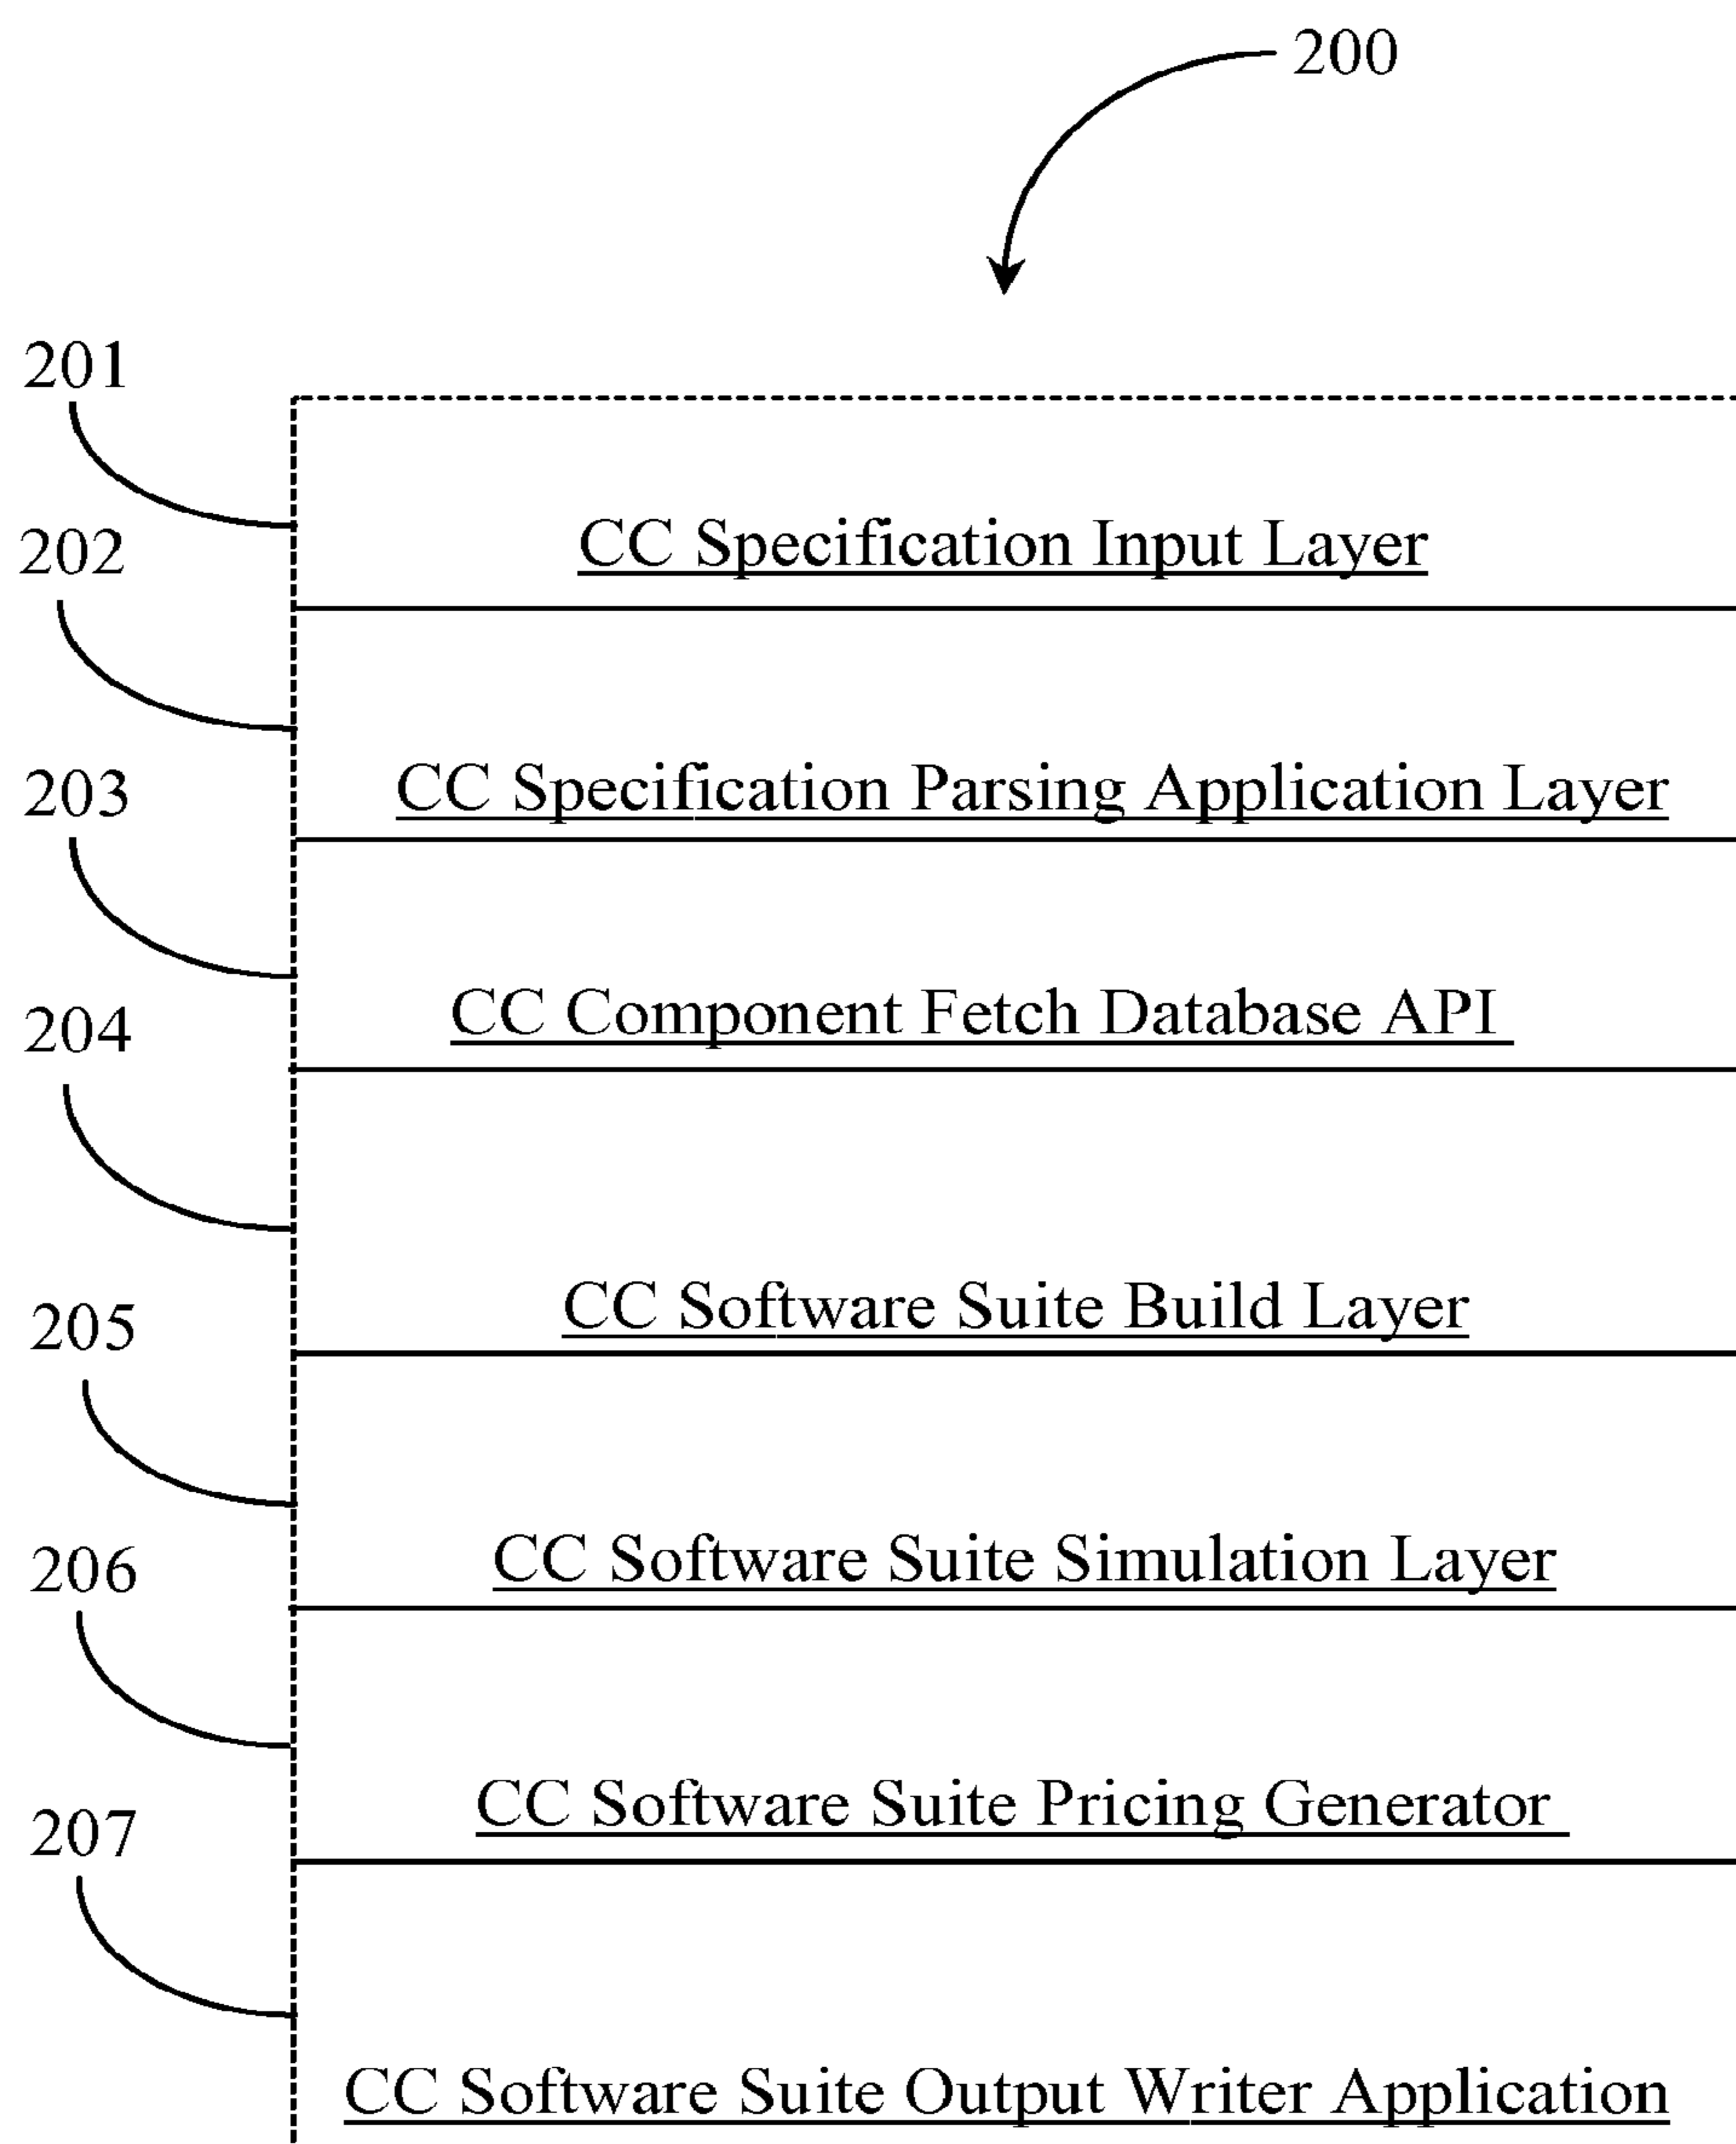 200
201
CC Specification Input Layer
202
CC Specification Parsing Application Layer
203
CC Component Fetch Database API
204
CC Software Suite Build Layer
205
CC Software Suite Simulation Layer
206
CC Software Suite Pricing Generator
207
CC Software Suite Output Writer Application